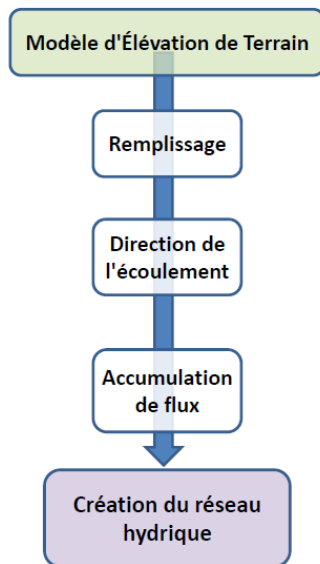 Modèle d'Élévation de Terrain
Remplissage
Direction de
l'écoulement
Accumulation
de flux
Création du réseau
hydrique